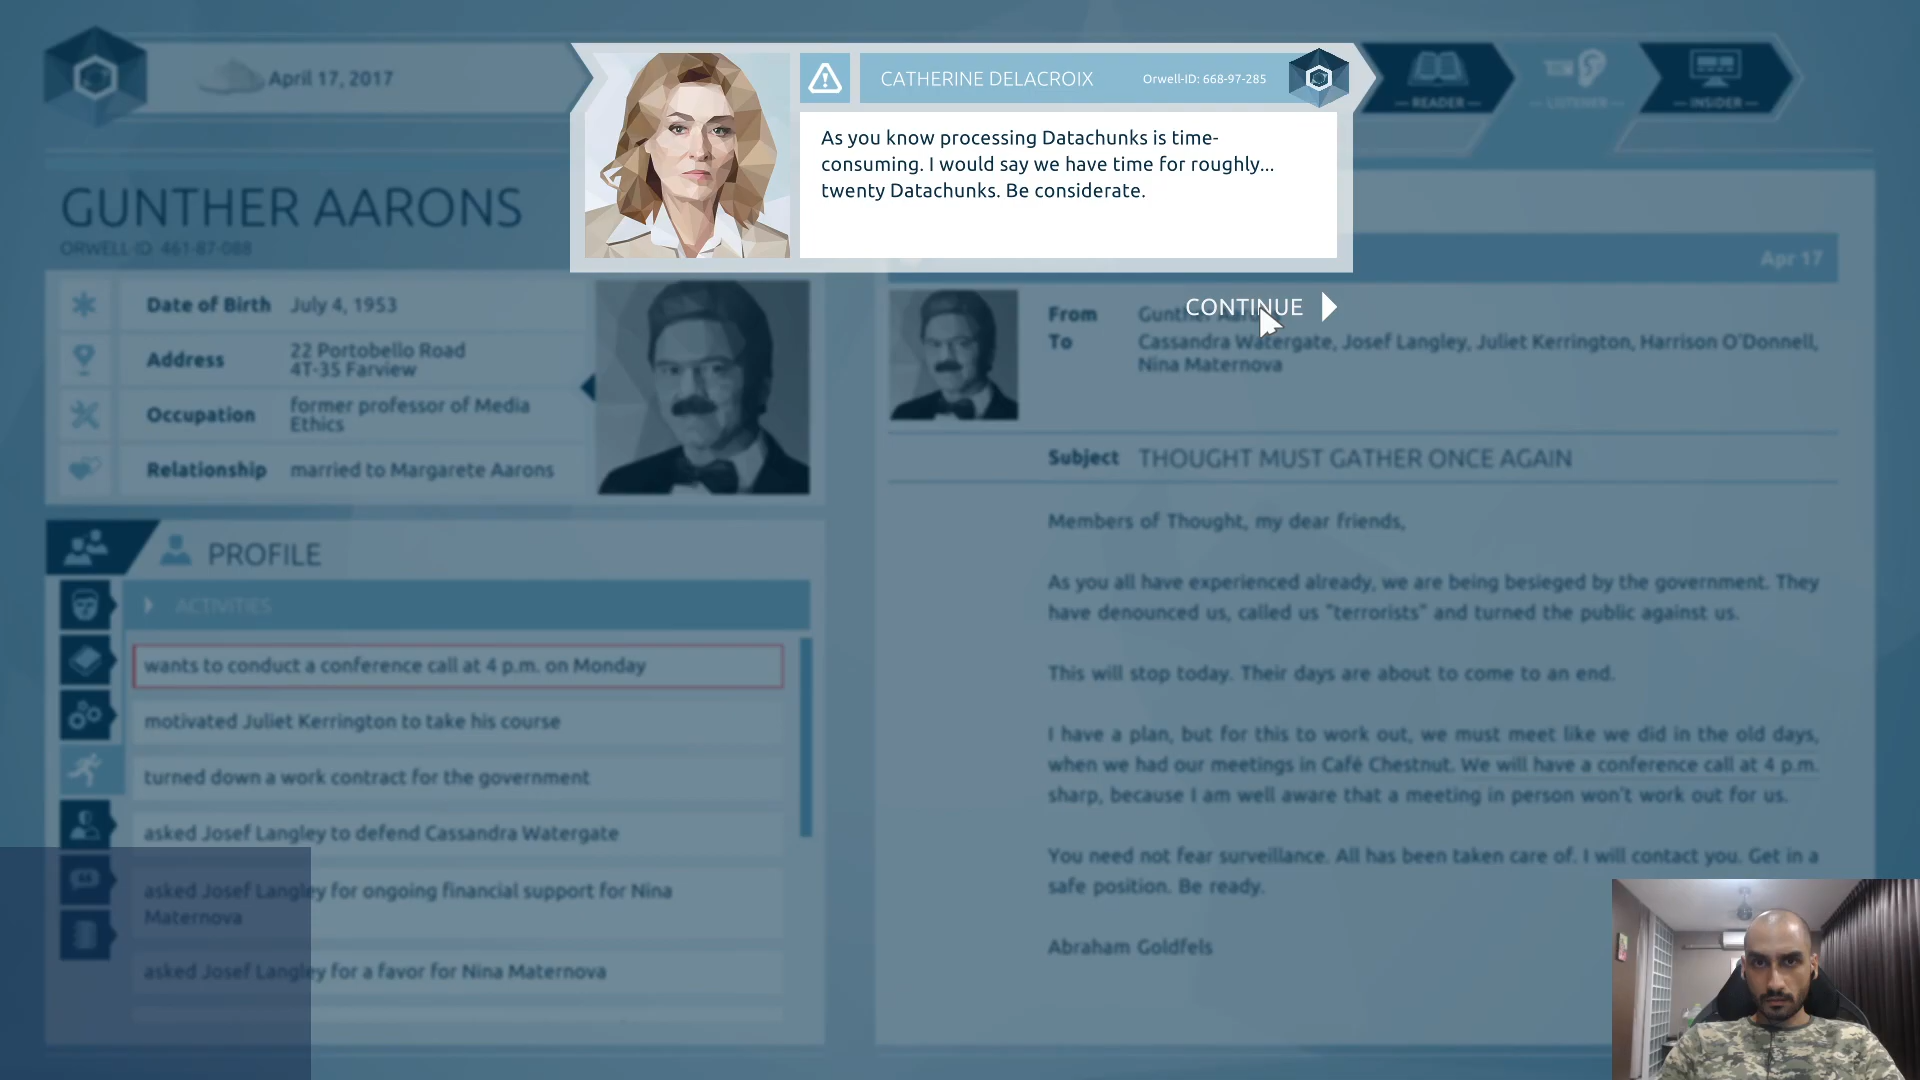 April 17, 2017
CATHERINE DELACROIX
Orwell-ID: 668-97-285
As you know processing Datachunks is time-
consuming. I would say we have time for roughly...
twenty Datachunks. Be considerate.
CONTINUE
READER
LISTENER
INSIDER
GUNTHER AARONS
ORWELL-ID 461-87-088
Date of Birth July 4, 1953
Address 22 Portobello Road
4T-35 Farview
Occupation former professor of Media
Ethics
Relationship married to Margarete Aarons
PROFILE
ACTIVITIES
wants to conduct a conference call at 4 p.m. on Monday
motivated Juliet Kerrington to take his course
turned down a work contract for the government
asked Josef Langley to defend Cassandra Watergate
asked Josef Langley for ongoing financial support for Nina
Maternova
asked Josef Langley for a favor for Nina Maternova
Apr 17
From Gunther Aarons
To Cassandra Watergate, Josef Langley, Juliet Kerrington, Harrison O'Donnell,
Nina Maternova
Subject THOUGHT MUST GATHER ONCE AGAIN
Members of Thought, my dear friends,
As you all have experienced already, we are being besieged by the government. They
have denounced us, called us "terrorists" and turned the public against us.
This will stop today. Their days are about to come to an end.
I have a plan, but for this to work out, we must meet like we did in the old days,
when we had our meetings in Café Chestnut. We will have a conference call at 4 p.m.
sharp, because I am well aware that a meeting in person won't work out for us.
You need not fear surveillance. All has been taken care of. I will contact you. Get in a
safe position. Be ready.
Abraham Goldfels